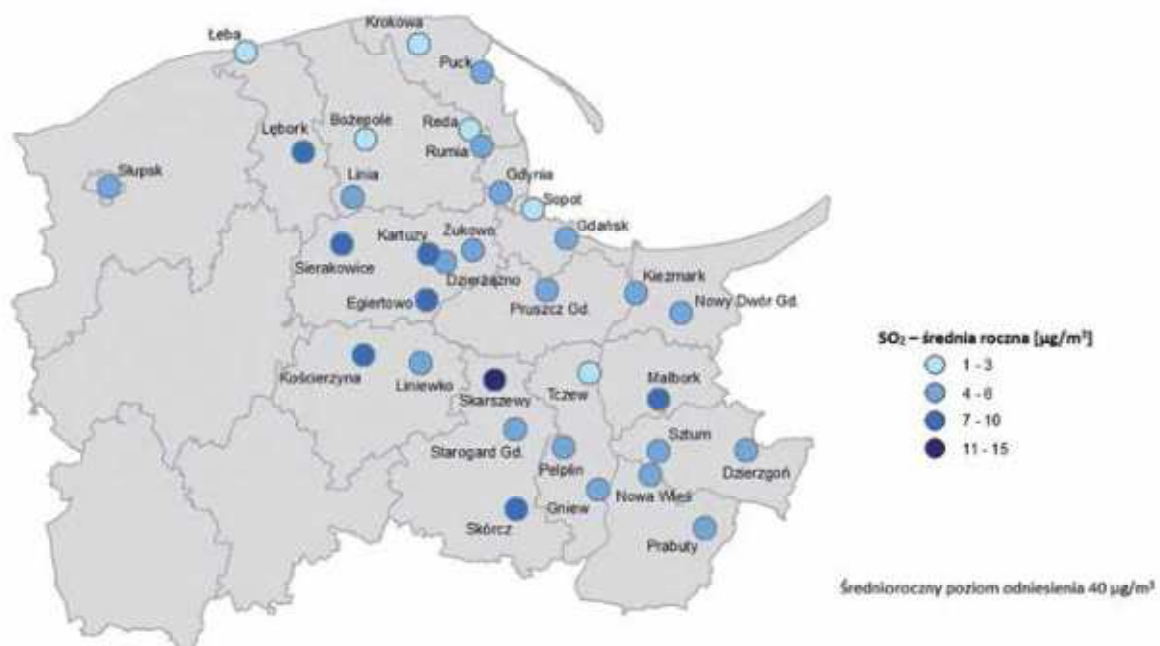 Krokowa
Łeba
Puck
Bożepole
Reda
Lębork
Rumia
Słupsk
Linia
Gdynia
Sopot
Gdańsk
Kartuzy
Żukowo
Sierakowice
Dzierżążno
Kiezmark
Egiertowo
Pruszcz Gd.
Nowy Dwór Gd.
SO₂ – średnia roczna [µg/m³]
1 - 3
4 - 6
7 - 10
11 - 15
Kościerzyna
Liniewko
Skarszewy
Tczew
Malbork
Starogard Gd.
Sztum
Pelplin
Dzierzgoń
Gniew
Nowa Wieś
Skórcz
Prabuty
Średnioroczny poziom odniesienia 40 µg/m³